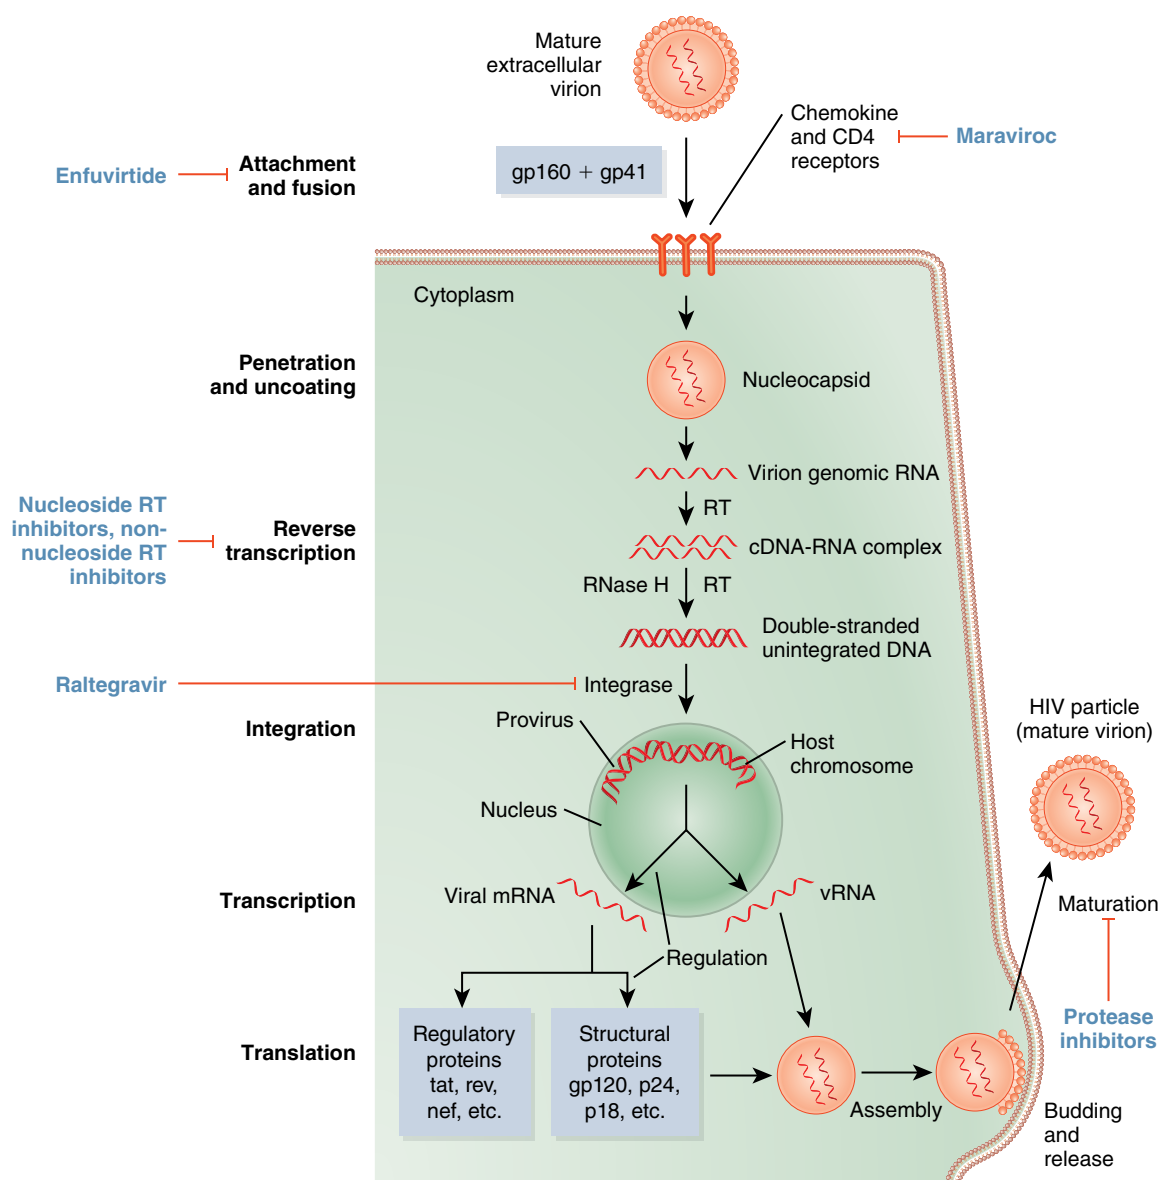 Mature
extracellular
virion
Chemokine
and CD4
receptors
Maraviroc
Enfuvirtide
Attachment
and fusion
gp160 + gp41
Cytoplasm
Penetration
and uncoating
Nucleocapsid
Virion genomic RNA
RT
Nucleoside RT
inhibitors, non-
nucleoside RT
inhibitors
Reverse
transcription
cDNA-RNA complex
RNase H
RT
Double-stranded
unintegrated DNA
Raltegravir
Integrase
Integration
Provirus
Host
chromosome
HIV particle
(mature virion)
Nucleus
Transcription
Viral mRNA
vRNA
Maturation
Regulation
Protease
inhibitors
Translation
Regulatory
proteins
tat, rev,
nef, etc.
Structural
proteins
gp120, p24,
p18, etc.
Assembly
Budding
and
release